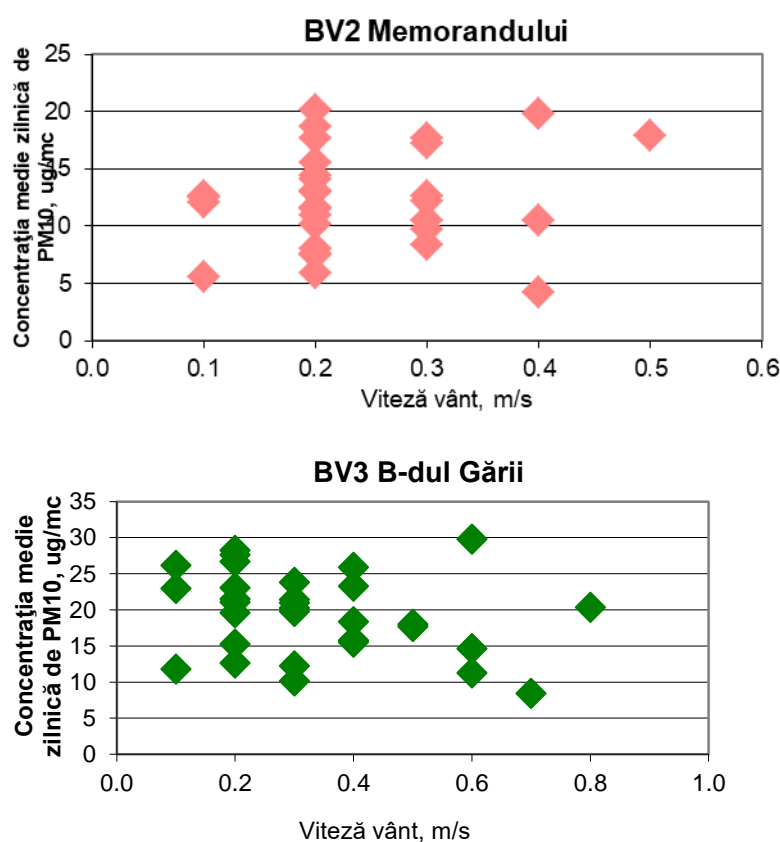 BV2 Memorandului
Concentraţia medie zilnică de
PM10, ug/mc
25
20
15
10
5
0
0.0 0.1 0.2 0.3 0.4 0.5 0.6
Viteză vânt, m/s
BV3 B-dul Gării
Concentraţia medie
zilnică de PM10, ug/mc
35
30
25
20
15
10
5
0
0.0 0.2 0.4 0.6 0.8 1.0
Viteză vânt, m/s